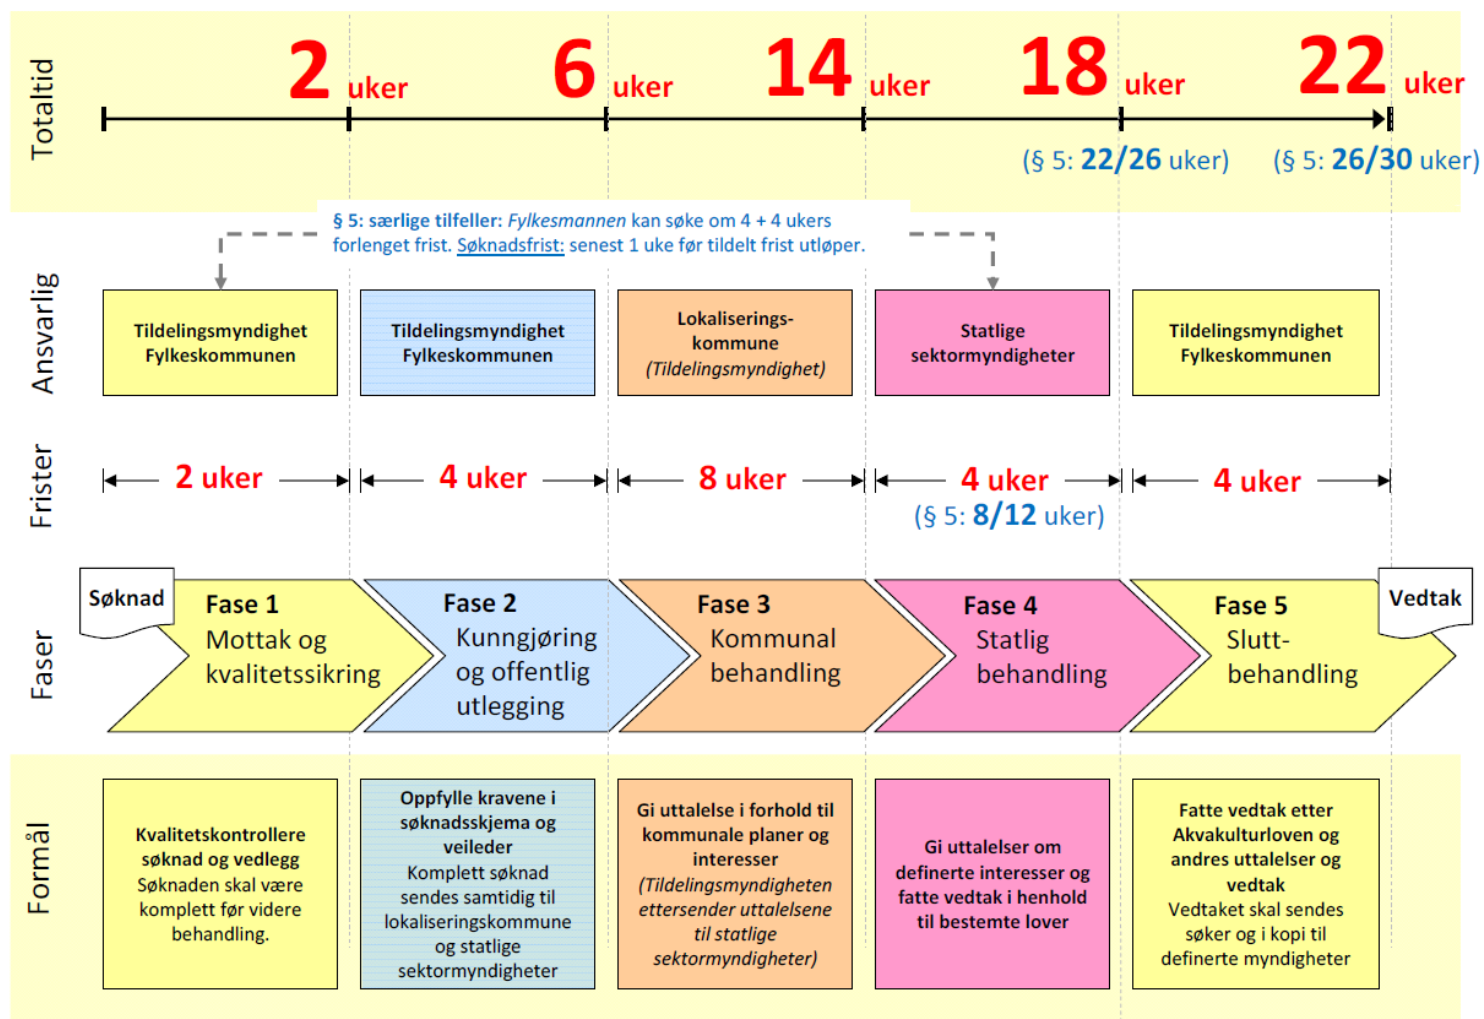 Totaltid
2 uker
6 uker
14 uker
18 uker
22 uker
(§ 5: 22/26 uker)
(§ 5: 26/30 uker)
§ 5: særlige tilfeller: Fylkesmannen kan søke om 4 + 4 ukers
forlenget frist. Søknadsfrist: senest 1 uke før tildelt frist utløper.
Ansvarlig
Tildelingsmyndighet
Fylkeskommunen
Tildelingsmyndighet
Fylkeskommunen
Lokaliserings-
kommune
(Tildelingsmyndighet)
Statlige
sektormyndigheter
Tildelingsmyndighet
Fylkeskommunen
Frister
2 uker
4 uker
8 uker
4 uker
(§ 5: 8/12 uker)
4 uker
Faser
Søknad
Fase 1
Mottak og
kvalitetssikring
Fase 2
Kunngjøring
og offentlig
utlegging
Fase 3
Kommunal
behandling
Fase 4
Statlig
behandling
Fase 5
Slutt-
behandling
Vedtak
Formål
Kvalitetskontrollere
søknad og vedlegg
Søknaden skal være
komplett før videre
behandling.
Oppfylle kravene i
søknadsskjema og
veileder
Komplett søknad
sendes samtidig til
lokaliseringskommune
og statlige
sektormyndigheter
Gi uttalelse i forhold til
kommunale planer og
interesser
(Tildelingsmyndigheten
ettersender uttalelsene
til statlige
sektormyndigheter)
Gi uttalelser om
definerte interesser og
fatte vedtak i henhold
til bestemte lover
Fatte vedtak etter
Akvakulturloven og
andres uttalelser og
vedtak
Vedtaket skal sendes
søker og i kopi til
definerte myndigheter